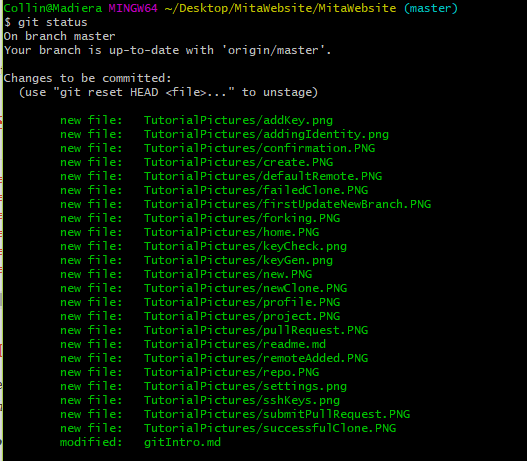 Collin@Madiera MINGW64 ~/Desktop/MitaWebsite/MitaWebsite (master)
$ git status
On branch master
Your branch is up-to-date with 'origin/master'.
Changes to be committed:
  (use "git reset HEAD <file>..." to unstage)
        new file:   TutorialPictures/addKey.png
        new file:   TutorialPictures/addingIdentity.png
        new file:   TutorialPictures/confirmation.PNG
        new file:   TutorialPictures/create.PNG
        new file:   TutorialPictures/defaultRemote.PNG
        new file:   TutorialPictures/failedClone.PNG
        new file:   TutorialPictures/firstUpdateNewBranch.PNG
        new file:   TutorialPictures/forking.PNG
        new file:   TutorialPictures/home.PNG
        new file:   TutorialPictures/keyCheck.png
        new file:   TutorialPictures/keyGen.png
        new file:   TutorialPictures/new.PNG
        new file:   TutorialPictures/newClone.PNG
        new file:   TutorialPictures/profile.PNG
        new file:   TutorialPictures/project.PNG
        new file:   TutorialPictures/pullRequest.PNG
        new file:   TutorialPictures/readme.md
        new file:   TutorialPictures/remoteAdded.PNG
        new file:   TutorialPictures/repo.PNG
        new file:   TutorialPictures/settings.png
        new file:   TutorialPictures/sshKeys.png
        new file:   TutorialPictures/submitPullRequest.PNG
        new file:   TutorialPictures/successfulClone.PNG
        modified:   gitIntro.md